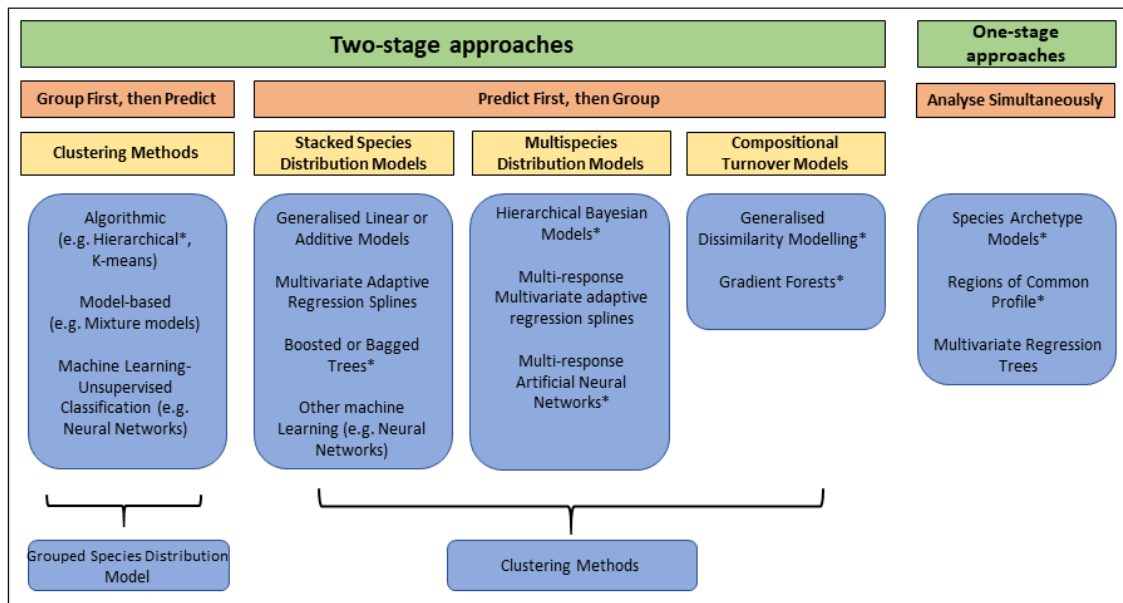 Two-stage approaches
One-stage
approaches
Group First, then Predict
Predict First, then Group
Analyse Simultaneously
Clustering Methods
Stacked Species
Distribution Models
Multispecies
Distribution Models
Compositional
Turnover Models
Algorithmic
(e.g. Hierarchical*,
K-means)
Model-based
(e.g. Mixture models)
Machine Learning-
Unsupervised
Classification (e.g.
Neural Networks)
Generalised Linear or
Additive Models
Multivariate Adaptive
Regression Splines
Boosted or Bagged
Trees*
Other machine
Learning (e.g. Neural
Networks)
Hierarchical Bayesian
Models*
Multi-response
Multivariate adaptive
regression splines
Multi-response
Artificial Neural
Networks*
Generalised
Dissimilarity Modelling*
Gradient Forests*
Species Archetype
Models*
Regions of Common
Profile*
Multivariate Regression
Trees
Grouped Species Distribution
Model
Clustering Methods